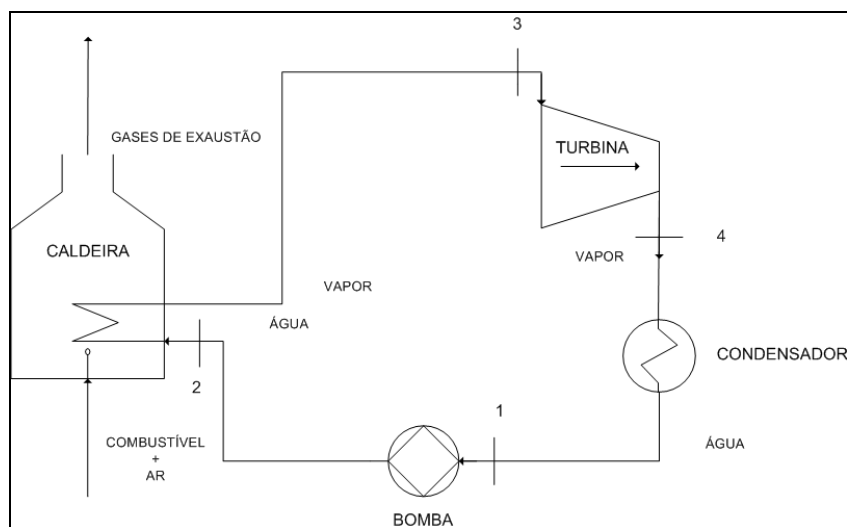 3
GASES DE EXAUSTÃO
TURBINA
4
CALDEIRA
VAPOR
VAPOR
ÁGUA
CONDENSADOR
2
1
COMBUSTÍVEL
+
AR
ÁGUA
BOMBA